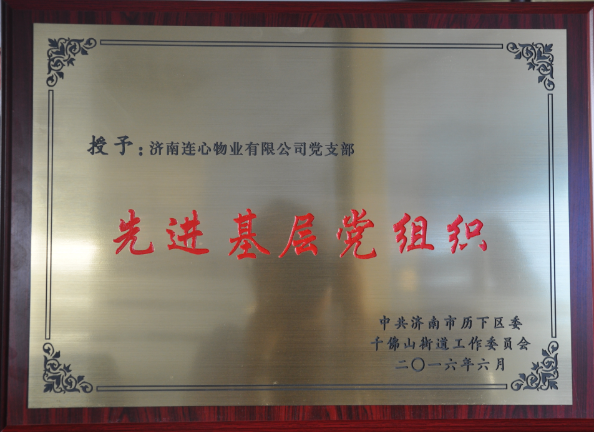 授予：济南连心物业有限公司党支部
先进基层党组织
中共济南市历下区委
千佛山街道工作委员会
二〇一六年六月